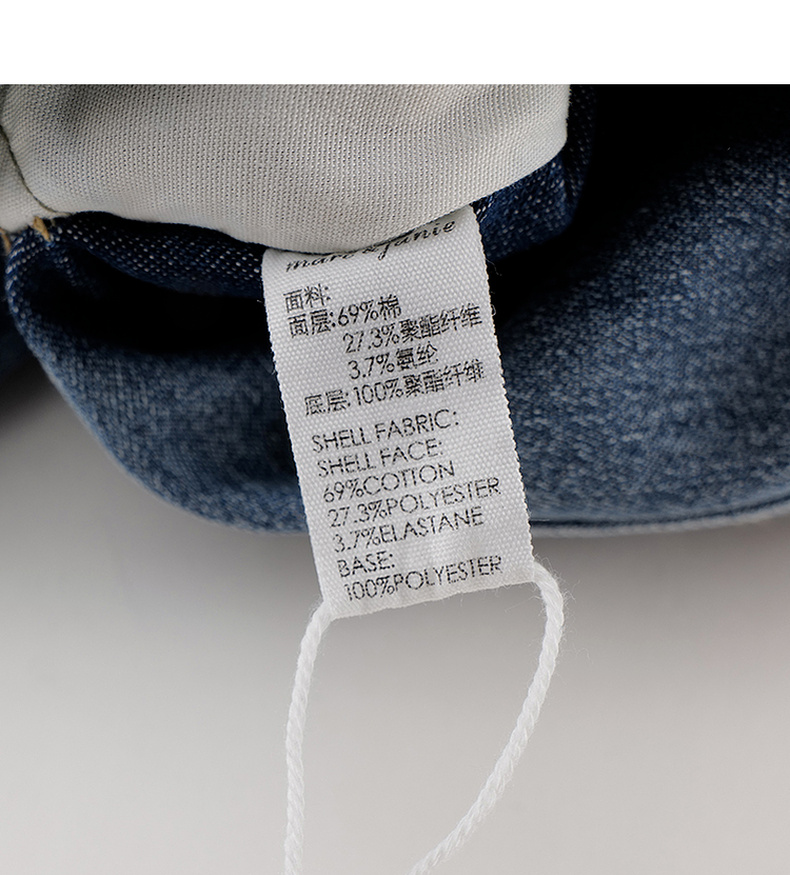 marc & janie
面料:
面层:69%棉
27.3%聚酯纤维
3.7%氨纶
底层:100%聚酯纤维
SHELL FABRIC:
SHELL FACE:
69%COTTON
27.3%POLYESTER
3.7%ELASTANE
BASE:
100%POLYESTER